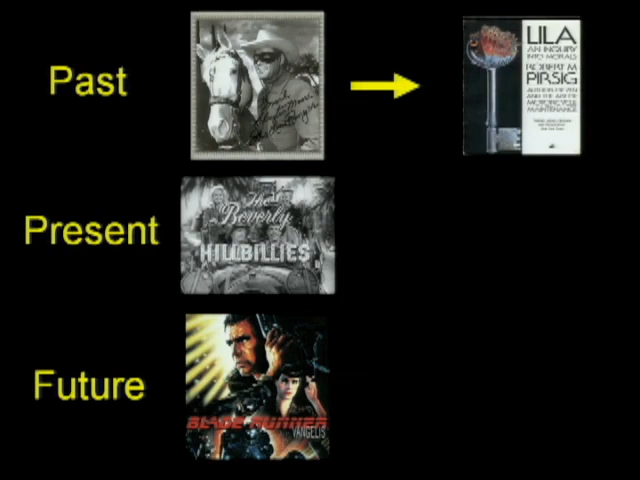 Past
LILA
AN INQUIRY
INTO MORALS
ROBERT M.
PIRSIG
AUTHOR OF ZEN
AND THE ART OF
MOTORCYCLE
MAINTENANCE
Present
The
Beverly
HILLBILLIES
Future
BLADE RUNNER
VANGELIS